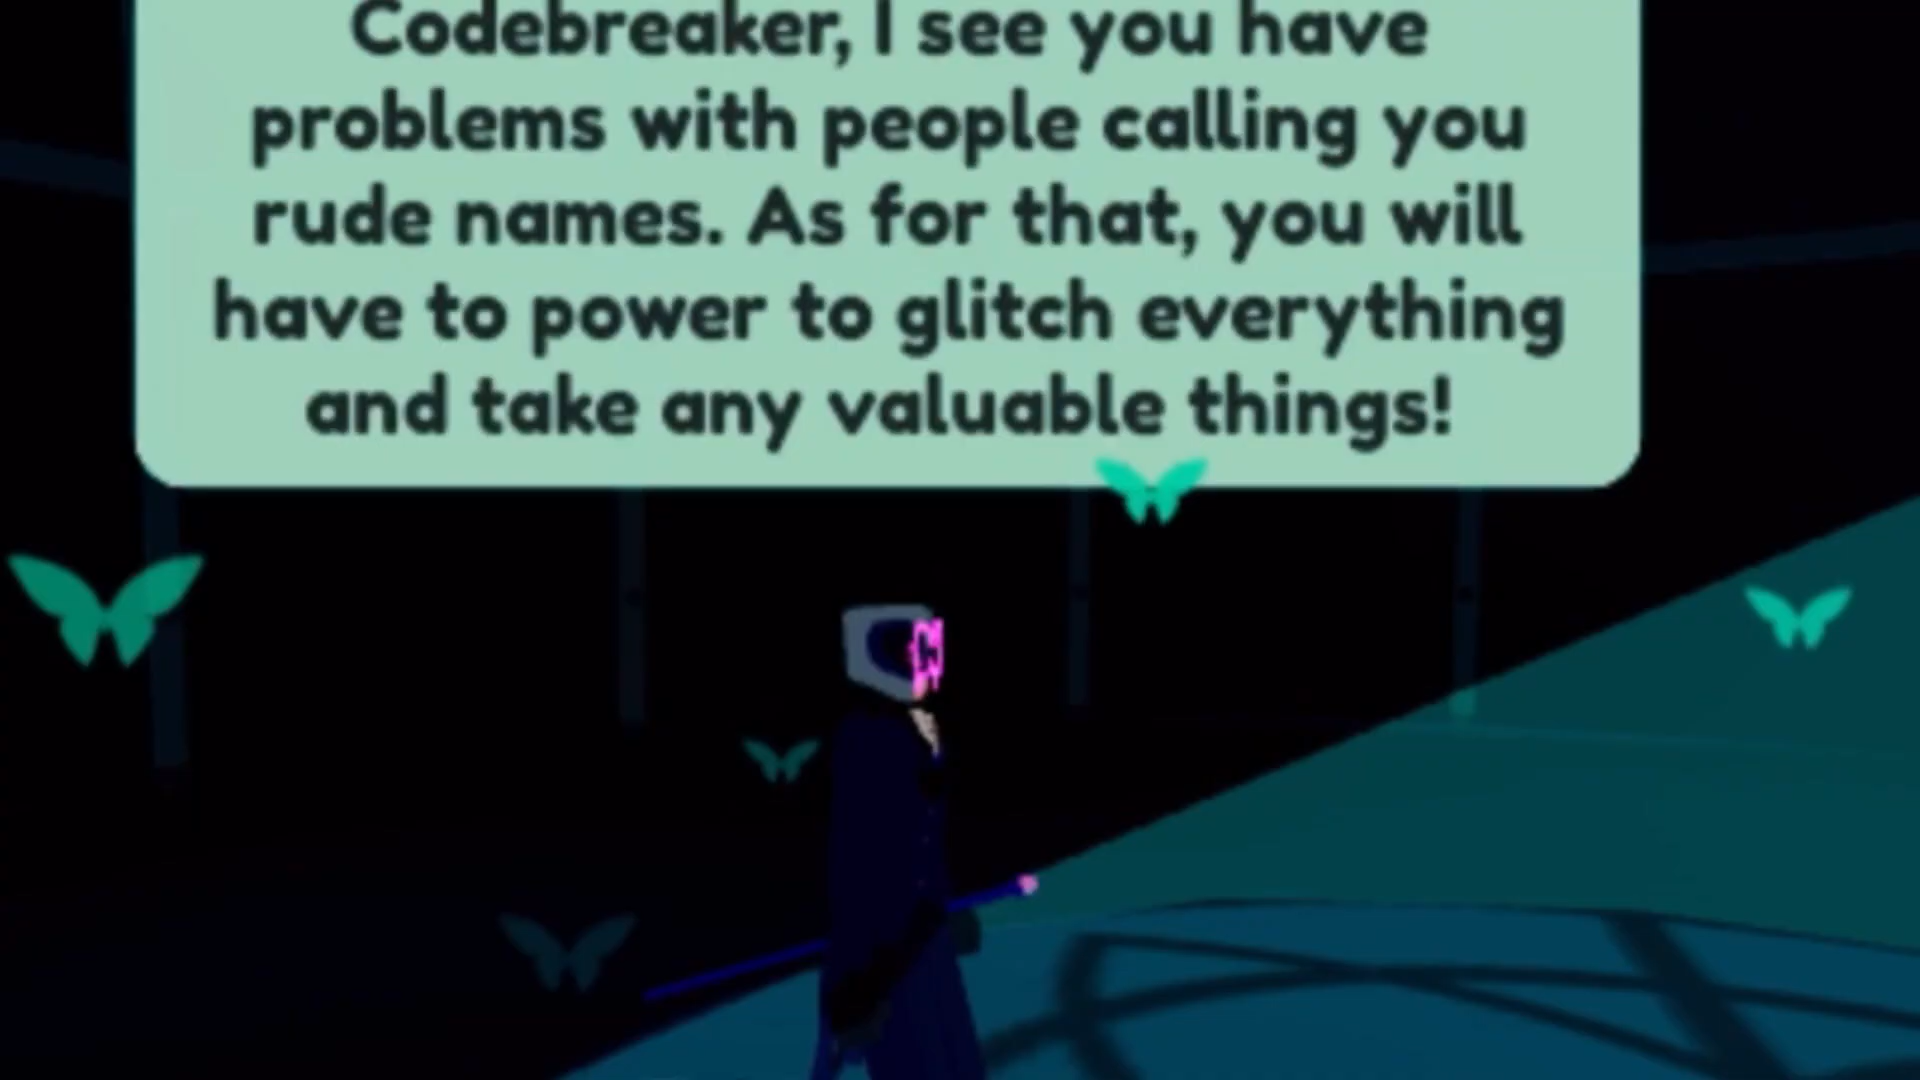 Codebreaker, I see you have
problems with people calling you
rude names. As for that, you will
have to power to glitch everything
and take any valuable things!